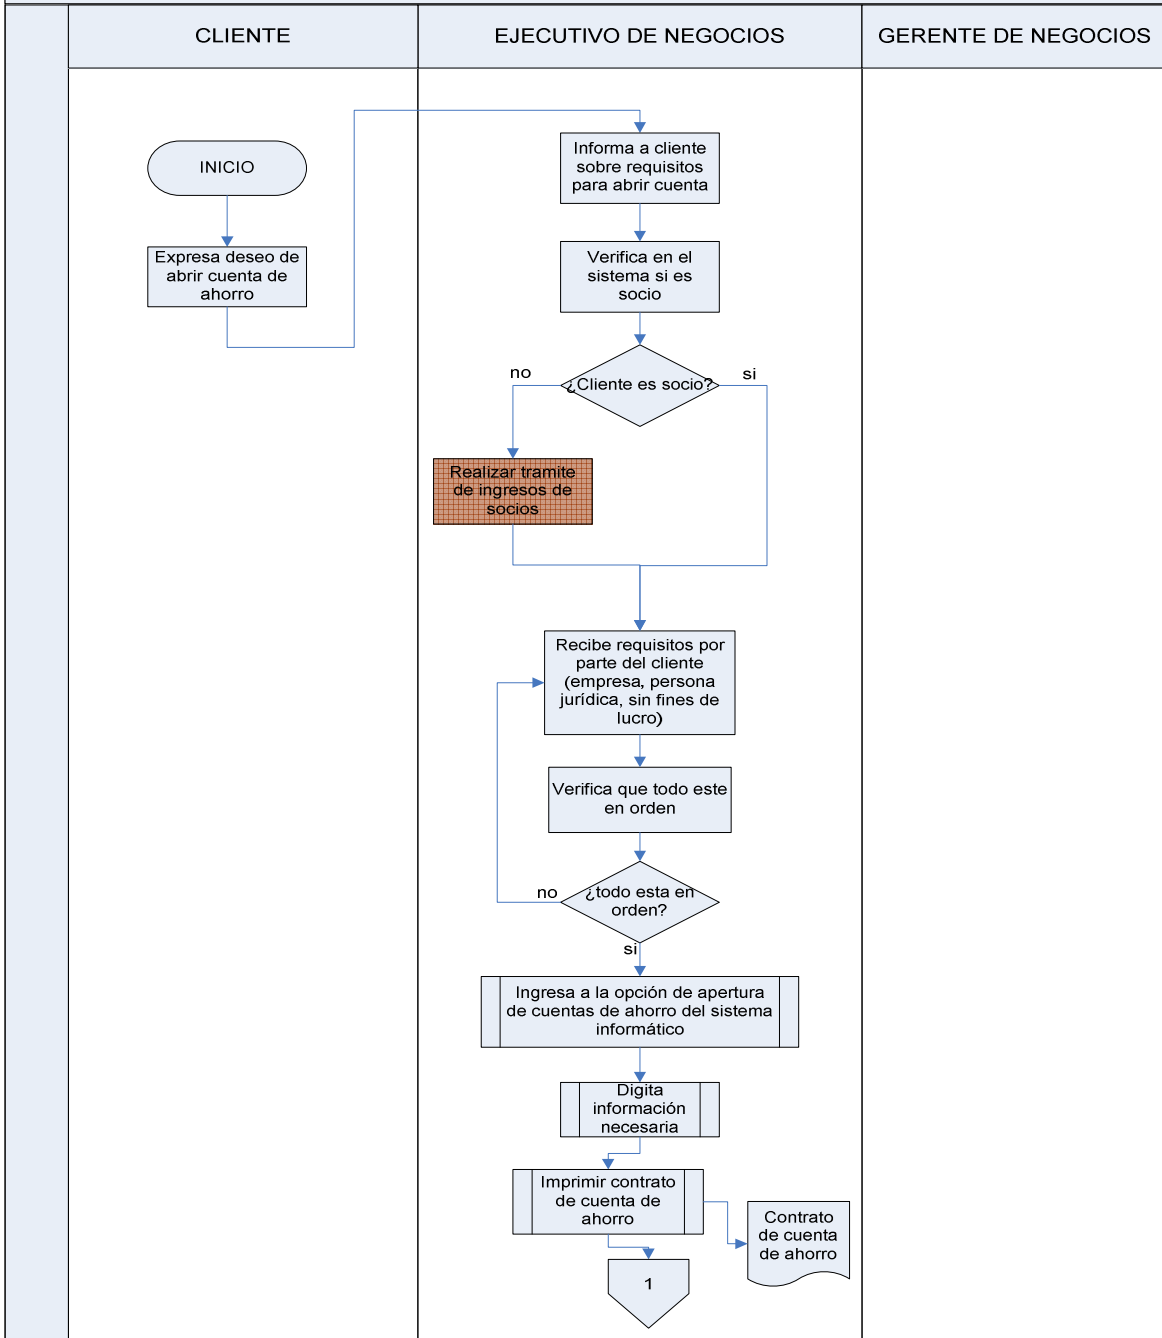 CLIENTE
EJECUTIVO DE NEGOCIOS
GERENTE DE NEGOCIOS
INICIO
Expresa deseo de
abrir cuenta de
ahorro
Informa a cliente
sobre requisitos
para abrir cuenta
Verifica en el
sistema si es
socio
¿Cliente es socio?
no
si
Realizar tramite
de ingresos de
socios
Recibe requisitos por
parte del cliente
(empresa, persona
jurídica, sin fines de
lucro)
Verifica que todo este
en orden
¿todo esta en
orden?
no
si
Ingresa a la opción de apertura
de cuentas de ahorro del sistema
informático
Digita
información
necesaria
Imprimir contrato
de cuenta de
ahorro
Contrato
de cuenta
de ahorro
1